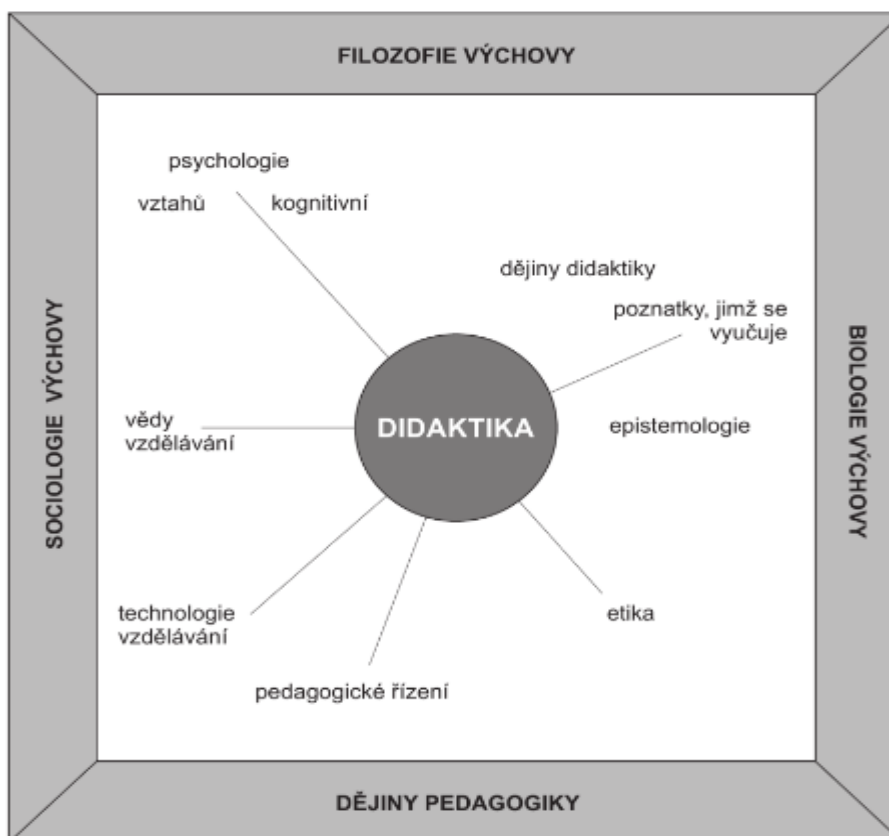 FILOZOFIE VÝCHOVY
psychologie
vztahů kognitivní
dějiny didaktiky
poznatky, jimž se
vyučuje
SOCIOLOGIE VÝCHOVY
BIOLOGIE VÝCHOVY
vědy
vzdělávání
DIDAKTIKA
epistemologie
technologie
vzdělávání
etika
pedagogické řízení
DĚJINY PEDAGOGIKY